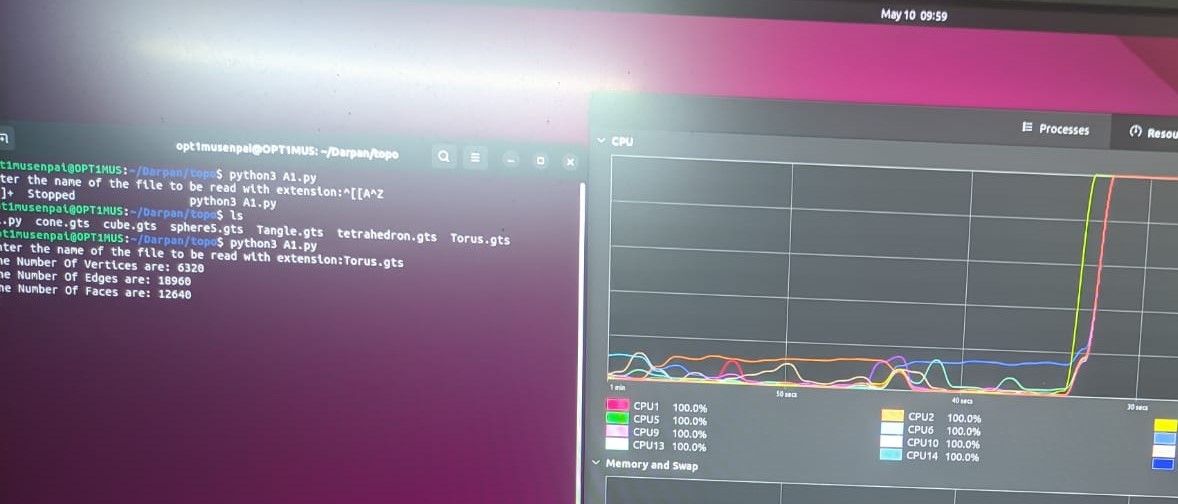 May 10 09:59
opt1musenpai@OPT1MUS: ~/Darpan/topo
t1musenpai@OPT1MUS:~/Darpan/topo$ python3 A1.py
ter the name of the file to be read with extension:^[[A^Z
]+ Stopped python3 A1.py
t1musenpai@OPT1MUS:~/Darpan/topo$ ls
.py cone.gts cube.gts sphere5.gts Tangle.gts tetrahedron.gts Torus.gts
t1musenpai@OPT1MUS:~/Darpan/topo$ python3 A1.py
nter the name of the file to be read with extension:Torus.gts
he Number Of Vertices are: 6320
he Number Of Edges are: 18960
he Number Of Faces are: 12640
Processes
Resou
CPU
1 min 50 secs 40 secs 30 secs
CPU1 100.0% CPU2 100.0%
CPU5 100.0% CPU6 100.0%
CPU9 100.0% CPU10 100.0%
CPU13 100.0% CPU14 100.0%
Memory and Swap